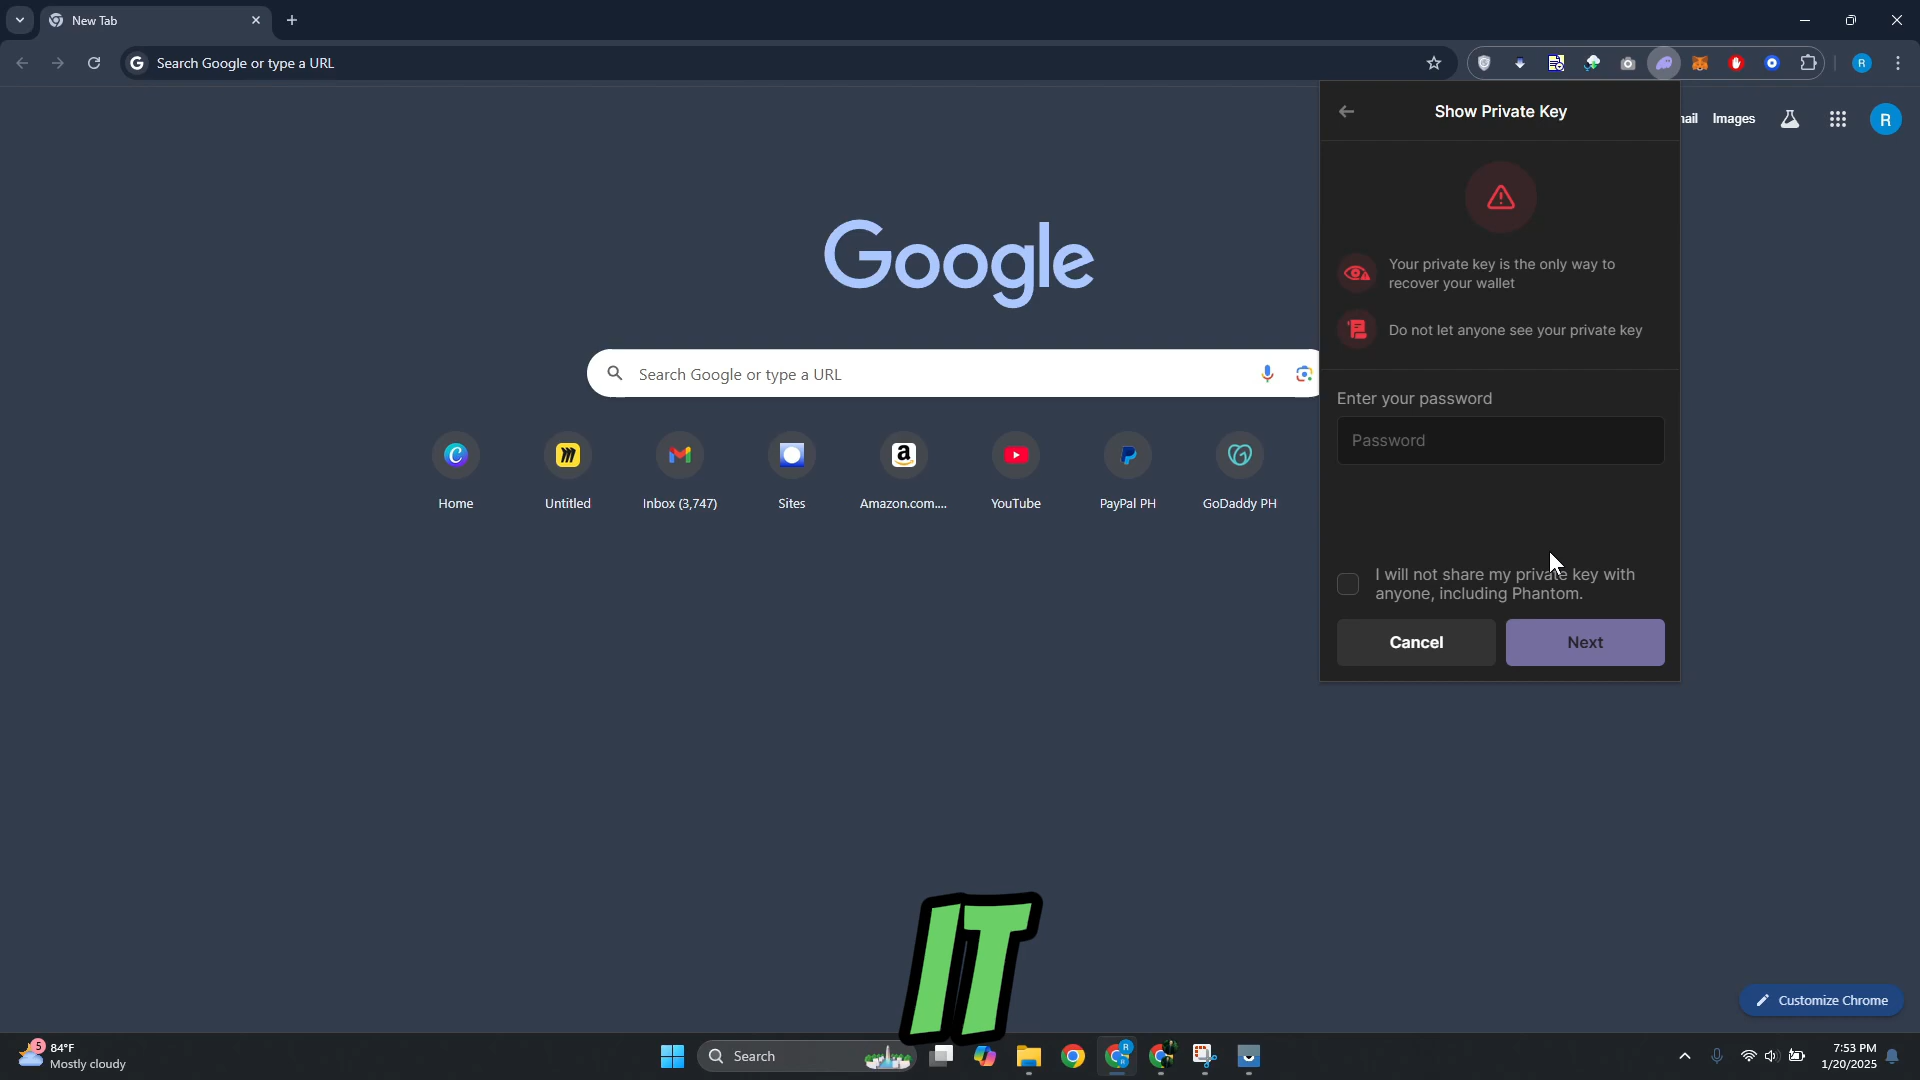 New Tab
Search Google or type a URL
Show Private Key
ail Images
R
R
Google
Your private key is the only way to
recover your wallet
Do not let anyone see your private key
Search Google or type a URL
Enter your password
Password
Home
Untitled
Inbox (3,747)
Sites
Amazon.com....
YouTube
PayPal PH
GoDaddy PH
I will not share my private key with
anyone, including Phantom.
Cancel
Next
IT
Customize Chrome
5
84°F
Mostly cloudy
Search
7:53 PM
1/20/2025